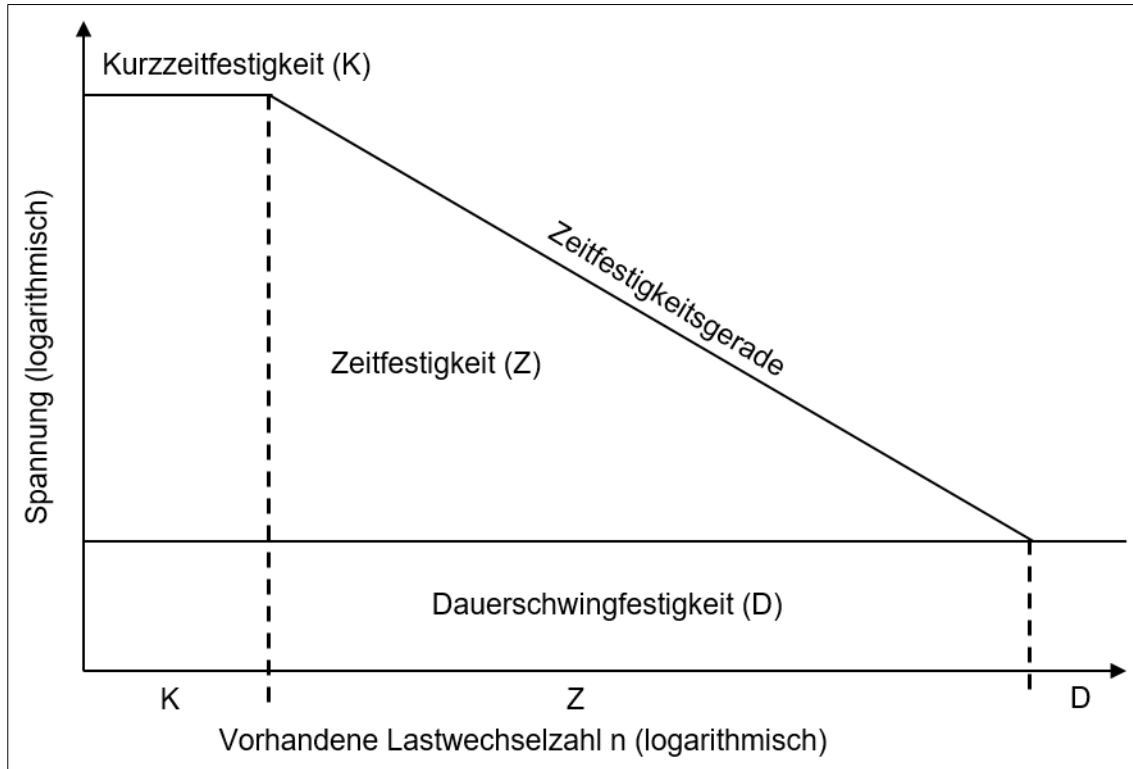 Kurzzeitfestigkeit (K)
Spannung (logarithmisch)
Zeitfestigkeitsgerade
Zeitfestigkeit (Z)
Dauerschwingfestigkeit (D)
K
Z
D
Vorhandene Lastwechselzahl n (logarithmisch)